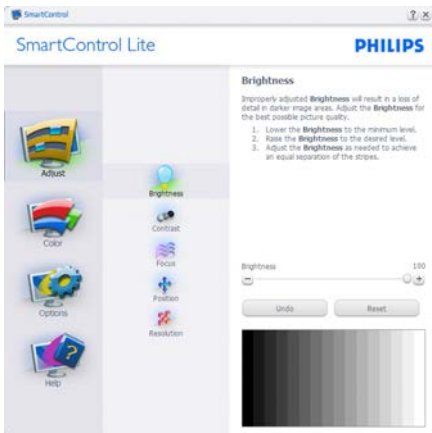 SmartControl
SmartControl Lite
PHILIPS
Adjust
Color
Options
Help
Brightness
Contrast
Focus
Position
Resolution
Brightness
Improperly adjusted Brightness will result in a loss of
detail in darker image areas. Adjust the Brightness for
the best possible picture quality.
1. Lower the Brightness to the minimum level.
2. Raise the Brightness to the desired level.
3. Adjust the Brightness as needed to achieve
an equal separation of the stripes.
Brightness 100
Undo Reset